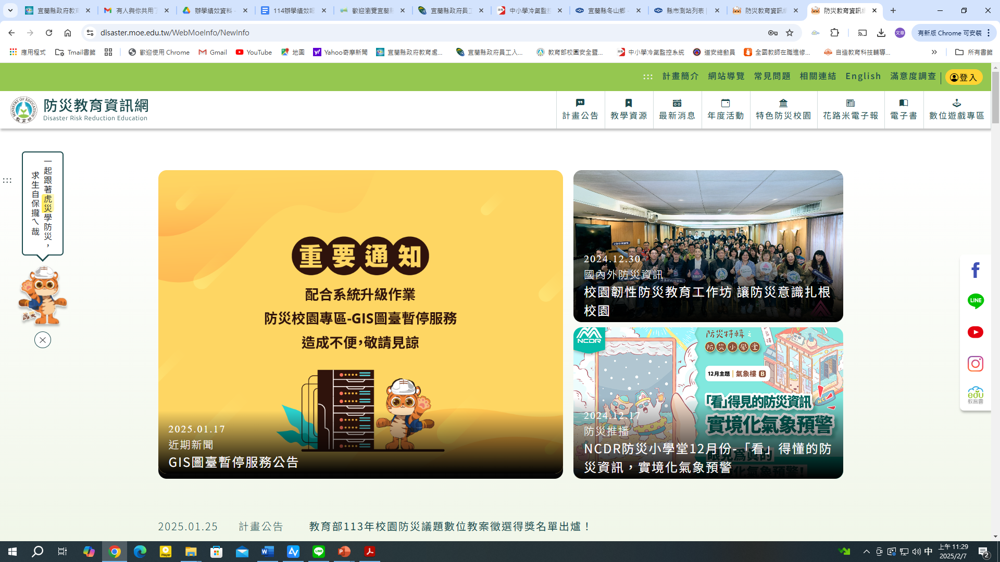 宜蘭縣政府教育
有人與你共用了
辦學績效資料 -
114辦學績效報
歡迎瀏覽宜蘭縣
宜蘭縣政府員工
中小學冷氣監控
宜蘭縣冬山鄉 -
縣市測站列表 |
防災教育資訊網
防災教育資訊網
disaster.moe.edu.tw/WebMoeInfo/NewInfo
文章
有新版 Chrome 可安裝
應用程式
Tmail書籤
歡迎使用 Chrome
Gmail
YouTube
地圖
Yahoo奇摩新聞
宜蘭縣政府教育處...
宜蘭縣政府員工入...
教育部校園安全暨...
中小學冷氣監控系統
道安總動員
全國教師在職進修...
自造教育科技輔導...
所有書籤
:::
計畫簡介
網站導覽
常見問題
相關連結
English
滿意度調查
登入
防災教育資訊網
Disaster Risk Reduction Education
計畫公告
教學資源
最新消息
年度活動
特色防災校園
花路米電子報
電子書
數位遊戲專區
:::
一起跟著虎災學防災，
求生自保攏ㄟ哉
重要通知
配合系統升級作業
防災校園專區-GIS圖臺暫停服務
造成不便,敬請見諒
2025.01.17
近期新聞
GIS圖臺暫停服務公告
2024.12.30
國內外防災資訊
校園韌性防災教育工作坊 讓防災意識扎根
校園
NCDR
防災特輯之
防災小學堂
12月主題 | 氣象樓 B
「看」得見的防災資訊
實境化氣象預警
2024.12.17
防災推播
NCDR防災小學堂12月份-「看」得懂的防
災資訊，實境化氣象預警
LINE
edu
教育雲
2025.01.25
計畫公告
教育部113年校園防災議題數位教案徵選得獎名單出爐！
中
上午 11:29
2025/2/7
2